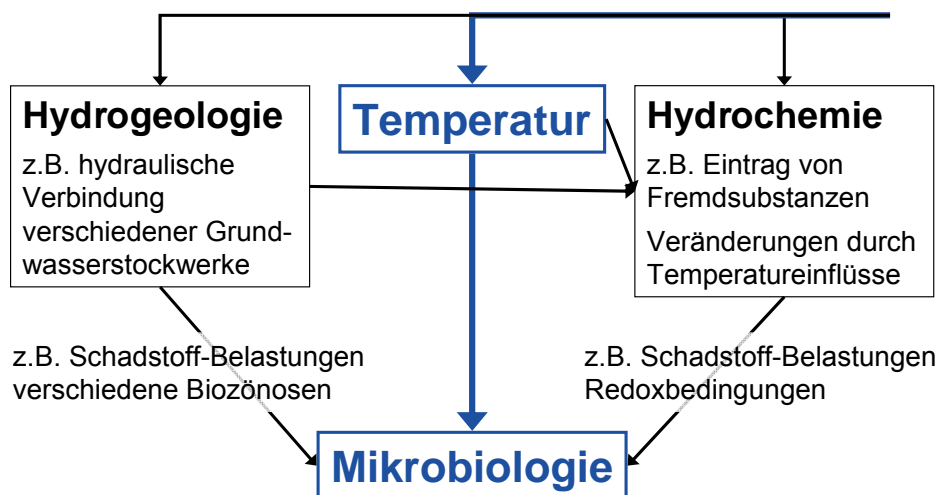 Hydrogeologie
z.B. hydraulische
Verbindung
verschiedener Grund-
wasserstockwerke
Temperatur
Hydrochemie
z.B. Eintrag von
Fremdsubstanzen
Veränderungen durch
Temperatureinflüsse
z.B. Schadstoff-Belastungen
verschiedene Biozönosen
z.B. Schadstoff-Belastungen
Redoxbedingungen
Mikrobiologie